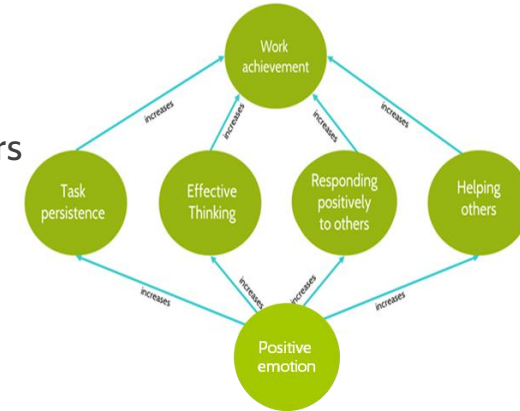 Work
achievement
increases
increases
increases
increases
rs
Task
persistence
Effective
Thinking
Responding
positively
to others
Helping
others
increases
increases
increases
increases
Positive
emotion